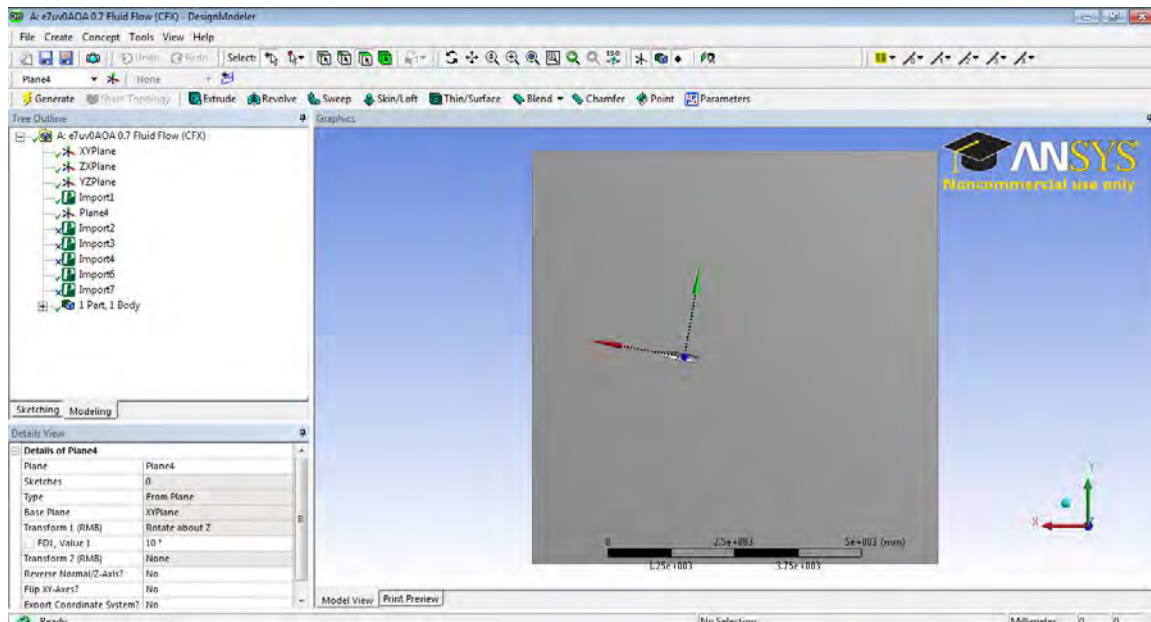 A: e7uv0AOA 0.7 Fluid Flow (CFX) - DesignModeler
File Create Concept Tools View Help
Undo Redo Select: ISO
Plane4 None
Generate Share Topology Extrude Revolve Sweep Skin/Loft Thin/Surface Blend Chamfer Point Parameters
Tree Outline
A: e7uv0AOA 0.7 Fluid Flow (CFX)
XYPlane
ZXPlane
YZPlane
Import1
Plane4
Import2
Import3
Import4
Import6
Import7
1 Part, 1 Body
Sketching Modeling
Details View
Details of Plane4
Plane Plane4
Sketches 0
Type From Plane
Base Plane XYPlane
Transform 1 (RMB) Rotate about Z
FD1, Value 1 10 °
Transform 2 (RMB) None
Reverse Normal/Z-Axis? No
Flip XY-Axes? No
Export Coordinate System? No
Graphics
ANSYS
Noncommercial use only
Y
X
0 2.5e+003 5e+003 (mm)
1.25e+003 3.75e+003
Model View Print Preview
Ready No Selection Millimeter 0 0